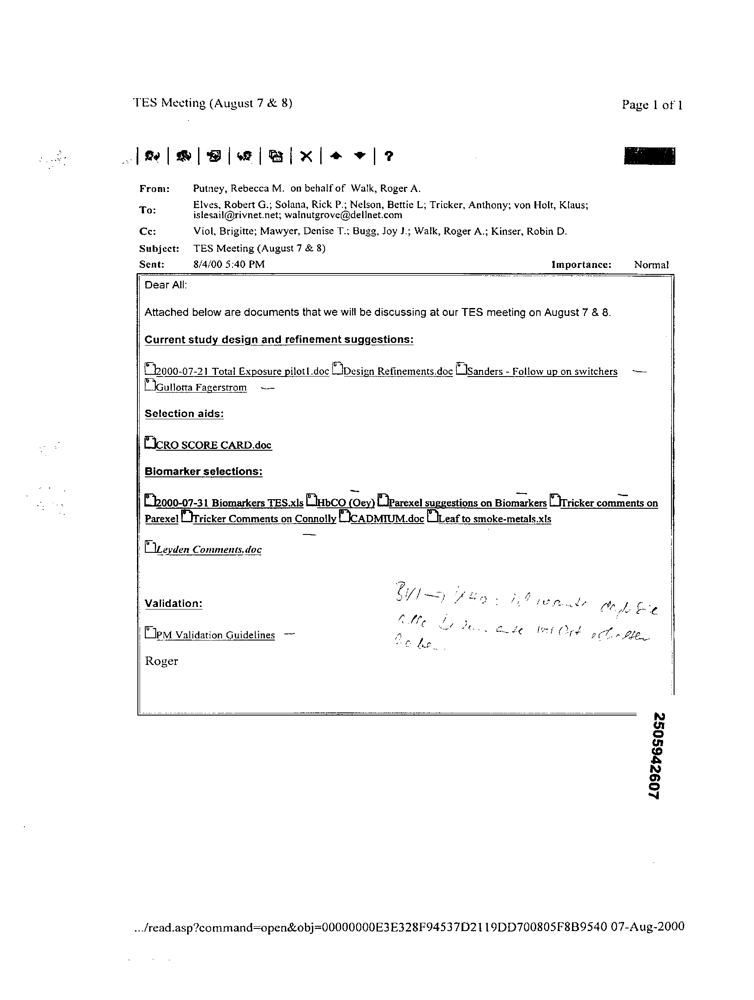 TES Meeting (August 7 & 8)
Page 1 of 1
?
From: Putney, Rebecca M. on behalf of Walk, Roger A.
To: Elves, Robert G.; Solana, Rick P.; Nelson, Bettie L; Tricker, Anthony; von Holt, Klaus;
islesail@rivnet.net; walnutgrove@dellnet.com
Cc: Viol, Brigitte; Mawyer, Denise T.; Bugg, Joy J.; Walk, Roger A.; Kinser, Robin D.
Subject: TES Meeting (August 7 & 8)
Sent: 8/4/00 5:40 PM Importance: Normal
Dear All:
Attached below are documents that we will be discussing at our TES meeting on August 7 & 8.
Current study design and refinement suggestions:
2000-07-21 Total Exposure pilot1.doc Design Refinements.doc Sanders - Follow up on switchers
Gullotta Fagerstrom
Selection aids:
CRO SCORE CARD.doc
Biomarker selections:
2000-07-31 Biomarkers TES.xls HbCO (Oey) Parexel suggestions on Biomarkers Tricker comments on
Parexel Tricker Comments on Connolly CADMIUM.doc Leaf to smoke-metals.xls
Leyden Comments.doc
Validation:
PM Validation Guidelines
Roger
2505942607
.../read.asp?command=open&obj=00000000E3E328F94537D2119DD700805F8B9540 07-Aug-2000